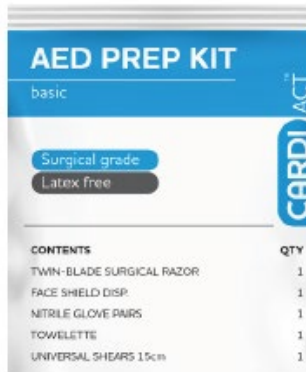 AED PREP KIT
basic
CARDIACT™
Surgical grade
Latex free
CONTENTS QTY
TWIN-BLADE SURGICAL RAZOR 1
FACE SHIELD DISP. 1
NITRILE GLOVE PAIRS 1
TOWELETTE 1
UNIVERSAL SHEARS 15cm 1